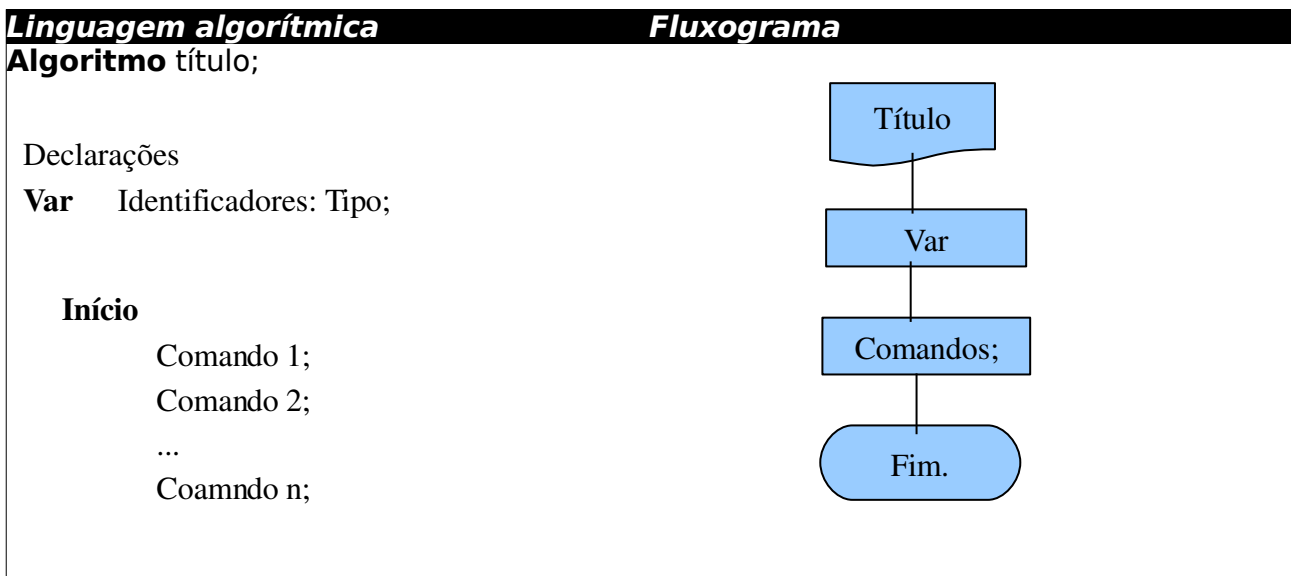 Linguagem algorítmica Fluxograma
Algoritmo título;
Declarações
Var Identificadores: Tipo;
Início
Comando 1;
Comando 2;
...
Coamndo n;
Título
Var
Comandos;
Fim.